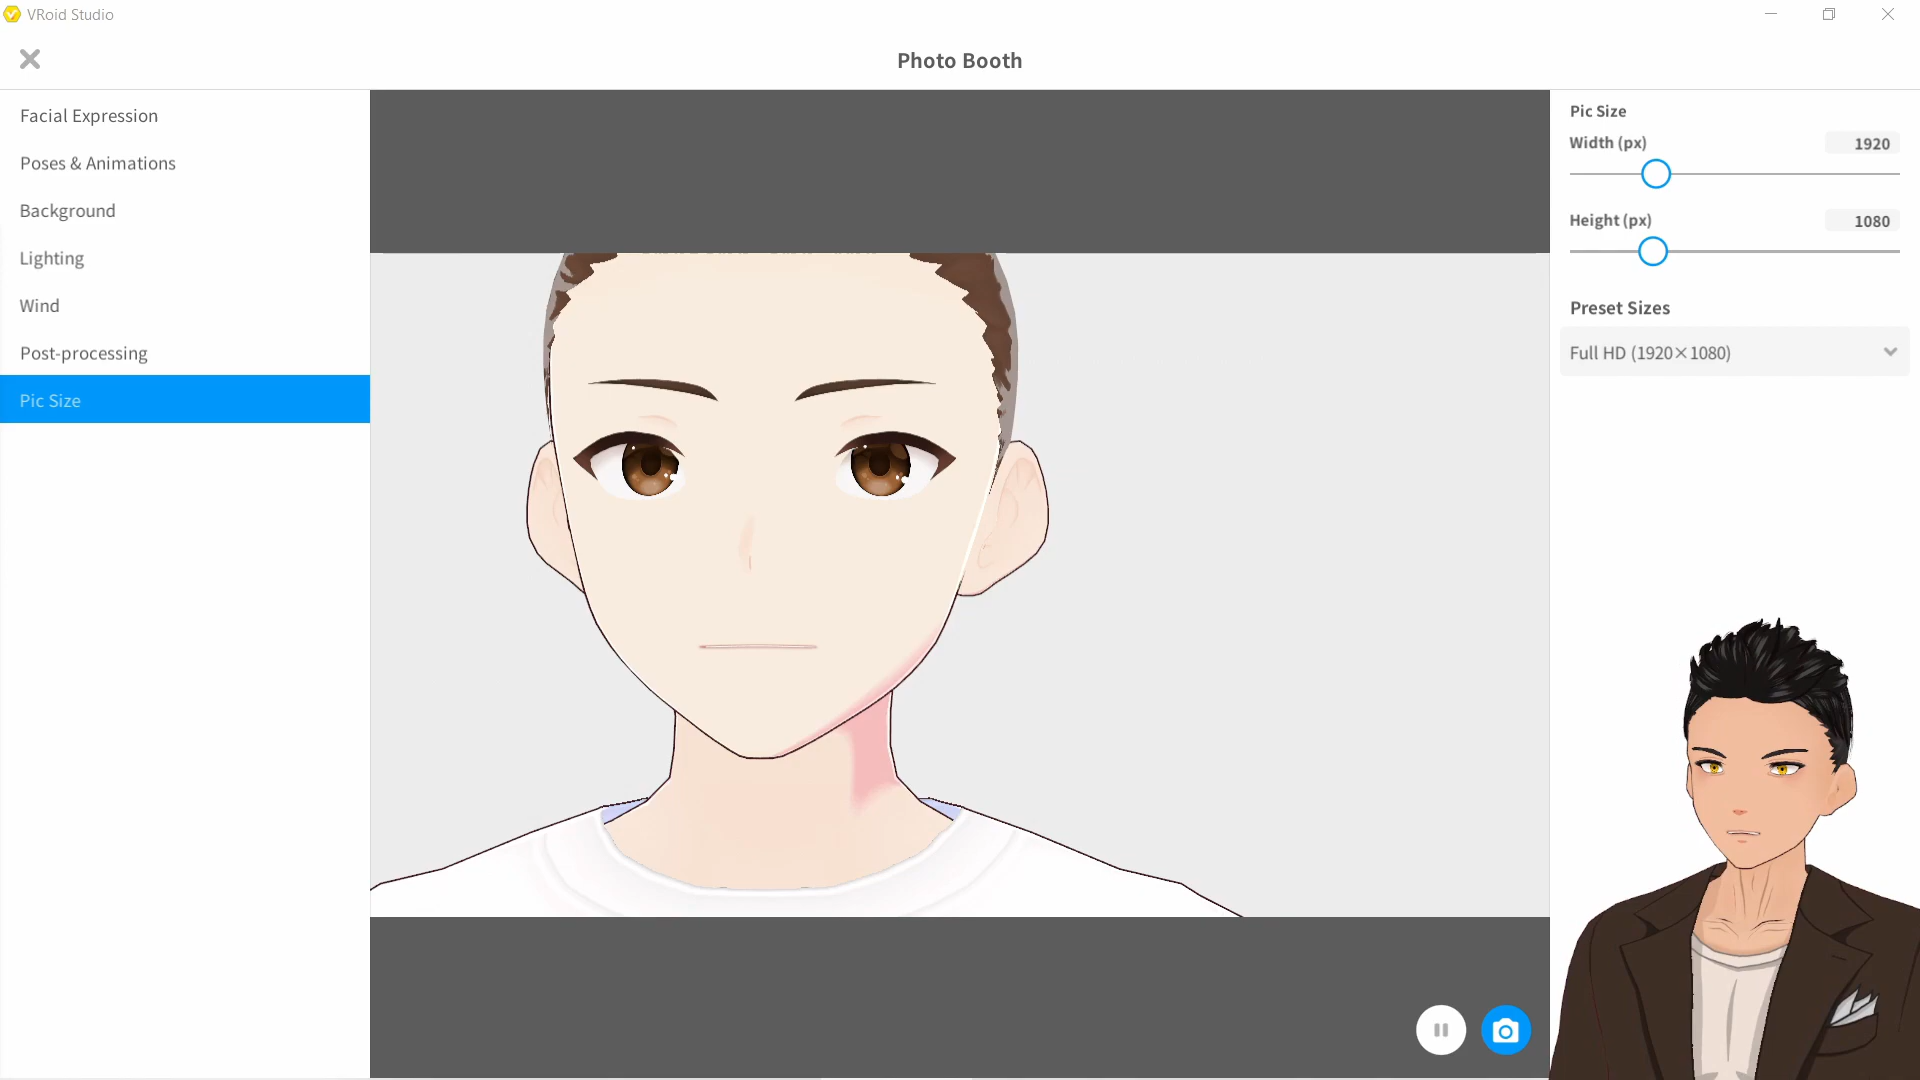 VRoid Studio
Photo Booth
Facial Expression
Poses & Animations
Background
Lighting
Wind
Post-processing
Pic Size
Pic Size
Width (px) 1920
Height (px) 1080
Preset Sizes
Full HD (1920×1080)